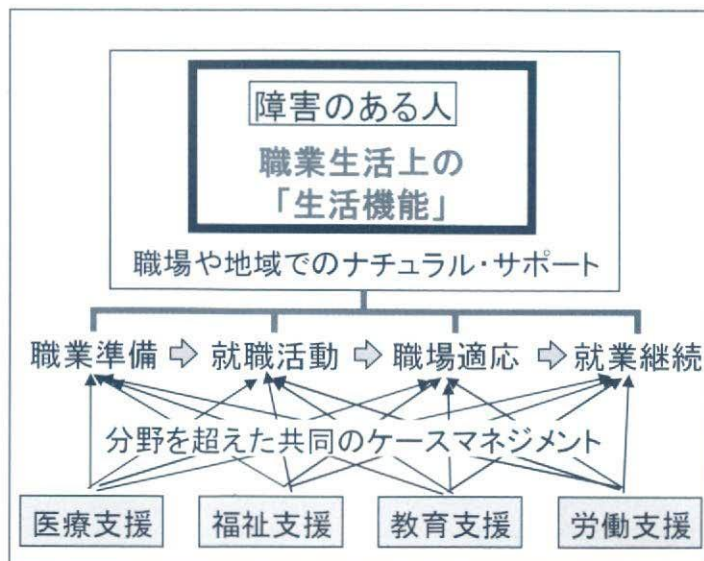 障害のある人
職業生活上の
「生活機能」
職場や地域でのナチュラル・サポート
職業準備 ⇨ 就職活動 ⇨ 職場適応 ⇨ 就業継続
分野を超えた共同のケースマネジメント
医療支援 福祉支援 教育支援 労働支援